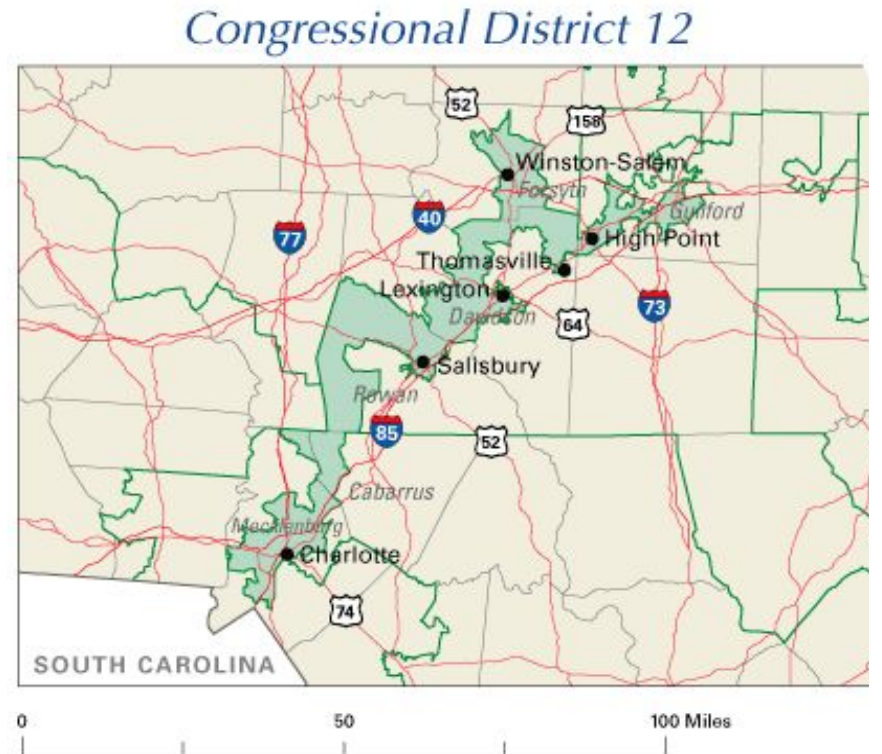 Congressional District 12
52
158
Winston-Salem
Forsyth
40
Guilford
77
High Point
Thomasville
Lexington
73
Davidson
64
Salisbury
Rowan
85
52
Cabarrus
Mecklenburg
Charlotte
74
SOUTH CAROLINA
0 50 100 Miles